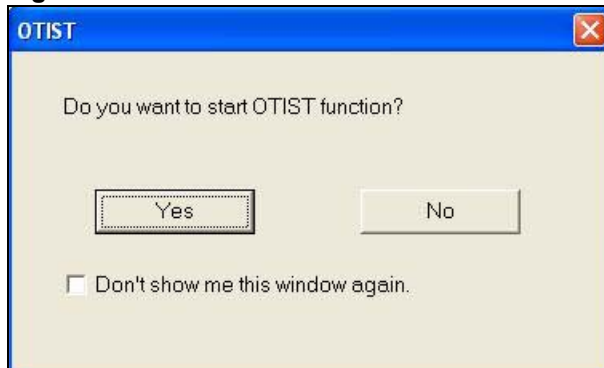 OTIST
Do you want to start OTIST function?
Yes No
Don't show me this window again.